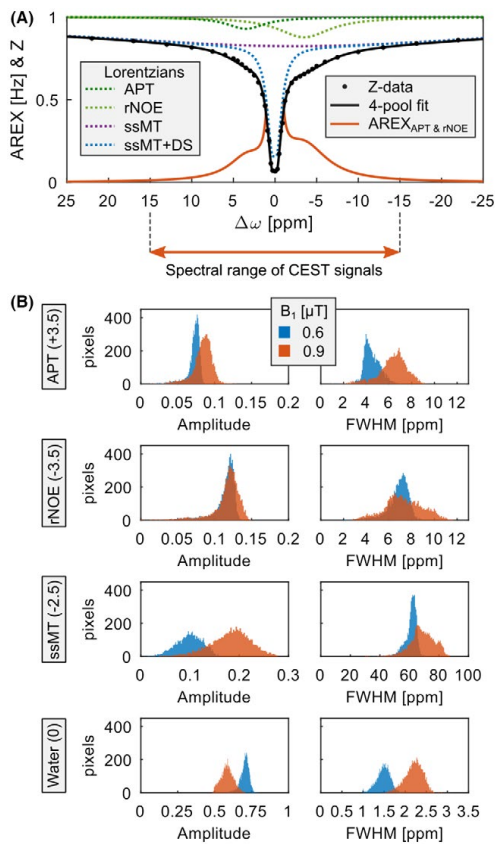 (A)
AREX [Hz] & Z
1
0.5
0
Lorentzians
APT
rNOE
ssMT
ssMT+DS
Z-data
4-pool fit
AREX APT & rNOE
25 20 15 10 5 0 -5 -10 -15 -20 -25
Δω [ppm]
Spectral range of CEST signals
(B)
B₁ [µT]
0.6
0.9
APT (+3.5)
pixels
400
200
0
0 0.05 0.1 0.2
Amplitude
0 2 4 6 8 10 12
FWHM [ppm]
rNOE (-3.5)
pixels
400
200
0
0 0.05 0.1 0.2
Amplitude
0 2 4 6 8 10 12
FWHM [ppm]
ssMT (-2.5)
pixels
400
200
0
0 0.1 0.2 0.3
Amplitude
0 20 40 60 80 100
FWHM [ppm]
Water (0)
pixels
400
200
0
0 0.25 0.5 0.75 1
Amplitude
0 0.5 1 1.5 2 2.5 3 3.5
FWHM [ppm]